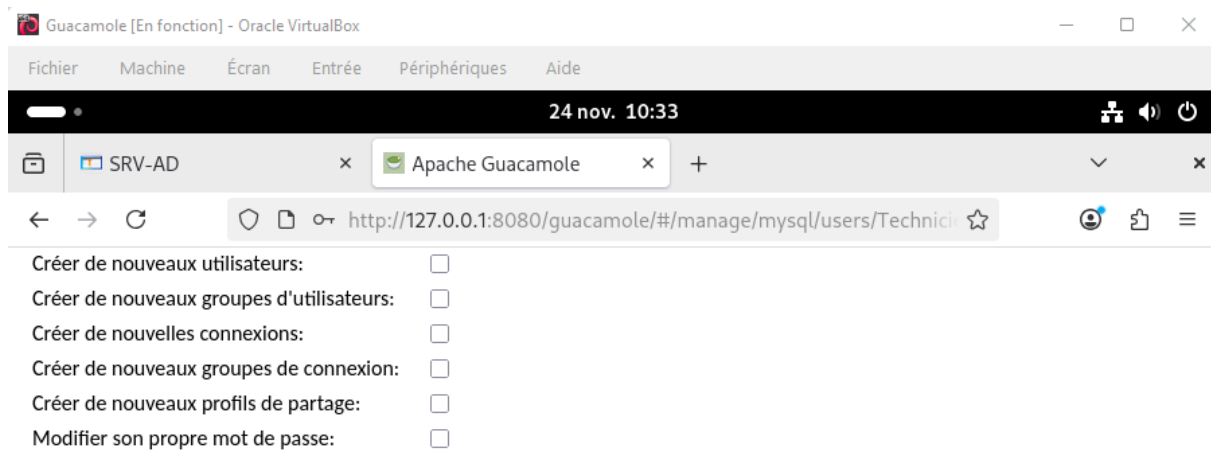 Guacamole [En fonction] - Oracle VirtualBox
Fichier Machine Écran Entrée Périphériques Aide
24 nov. 10:33
SRV-AD Apache Guacamole
http://127.0.0.1:8080/guacamole/#/manage/mysql/users/Technici
Créer de nouveaux utilisateurs:
Créer de nouveaux groupes d'utilisateurs:
Créer de nouvelles connexions:
Créer de nouveaux groupes de connexion:
Créer de nouveaux profils de partage:
Modifier son propre mot de passe: